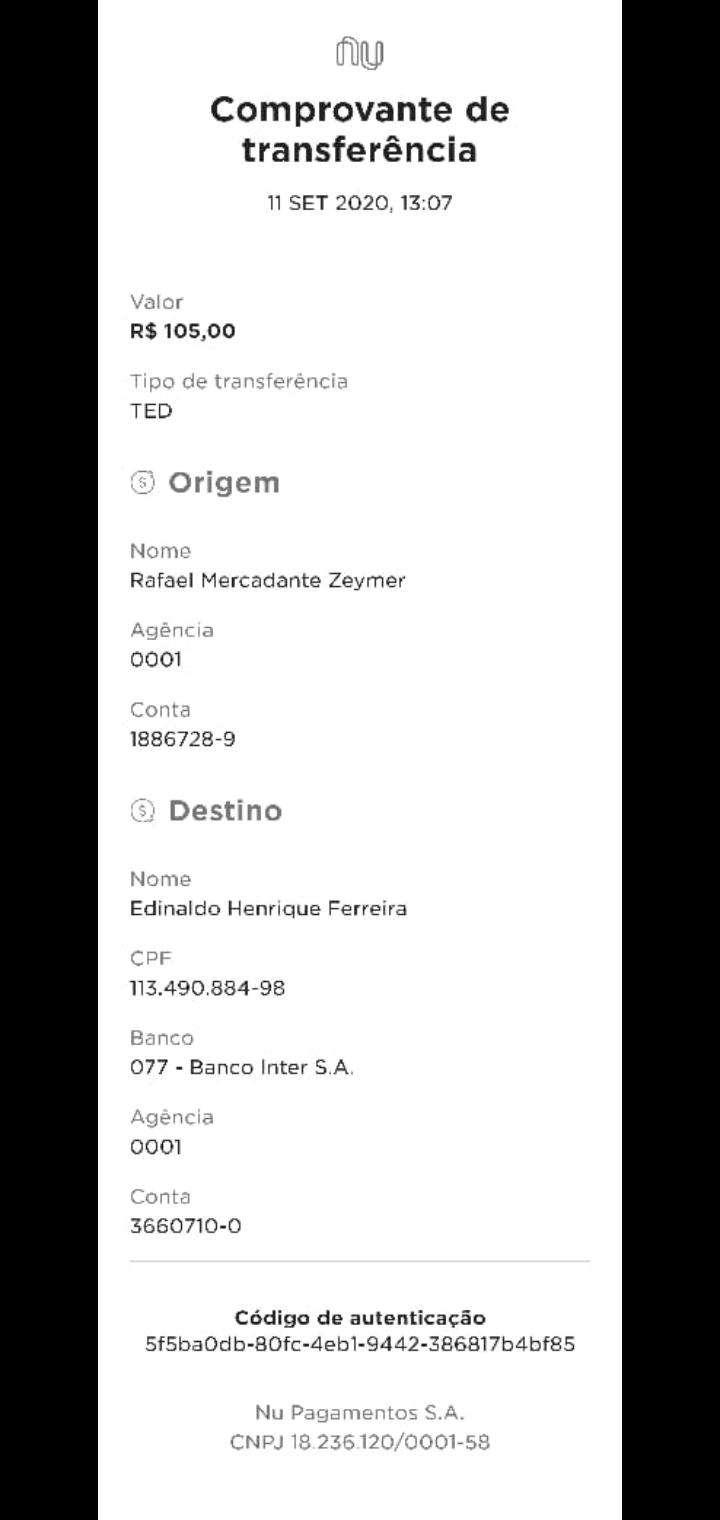 nu
Comprovante de
transferência
11 SET 2020, 13:07
Valor
R$ 105,00
Tipo de transferência
TED
Origem
Nome
Rafael Mercadante Zeymer
Agência
0001
Conta
1886728-9
Destino
Nome
Edinaldo Henrique Ferreira
CPF
113.490.884-98
Banco
077 - Banco Inter S.A.
Agência
0001
Conta
3660710-0
Código de autenticação
5f5ba0db-80fc-4eb1-9442-386817b4bf85
Nu Pagamentos S.A.
CNPJ 18.236.120/0001-58